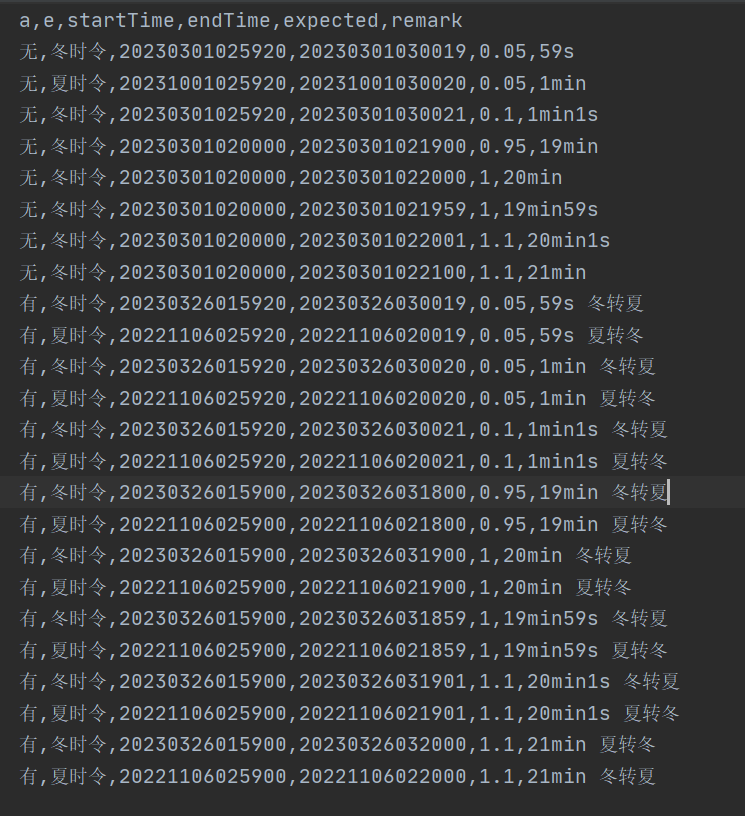 a,e,startTime,endTime,expected,remark
无,冬时令,20230301025920,20230301030019,0.05,59s
无,夏时令,20231001025920,20231001030020,0.05,1min
无,冬时令,20230301025920,20230301030021,0.1,1min1s
无,冬时令,20230301020000,20230301021900,0.95,19min
无,冬时令,20230301020000,20230301022000,1,20min
无,冬时令,20230301020000,20230301021959,1,19min59s
无,冬时令,20230301020000,20230301022001,1.1,20min1s
无,冬时令,20230301020000,20230301022100,1.1,21min
有,冬时令,20230326015920,20230326030019,0.05,59s 冬转夏
有,夏时令,20221106025920,20221106020019,0.05,59s 夏转冬
有,冬时令,20230326015920,20230326030020,0.05,1min 冬转夏
有,夏时令,20221106025920,20221106020020,0.05,1min 夏转冬
有,冬时令,20230326015920,20230326030021,0.1,1min1s 冬转夏
有,夏时令,20221106025920,20221106020021,0.1,1min1s 夏转冬
有,冬时令,20230326015900,20230326031800,0.95,19min 冬转夏
有,夏时令,20221106025900,20221106021800,0.95,19min 夏转冬
有,冬时令,20230326015900,20230326031900,1,20min 冬转夏
有,夏时令,20221106025900,20221106021900,1,20min 夏转冬
有,冬时令,20230326015900,20230326031859,1,19min59s 冬转夏
有,夏时令,20221106025900,20221106021859,1,19min59s 夏转冬
有,冬时令,20230326015900,20230326031901,1.1,20min1s 冬转夏
有,夏时令,20221106025900,20221106021901,1.1,20min1s 夏转冬
有,冬时令,20230326015900,20230326032000,1.1,21min 夏转冬
有,夏时令,20221106025900,20221106022000,1.1,21min 冬转夏